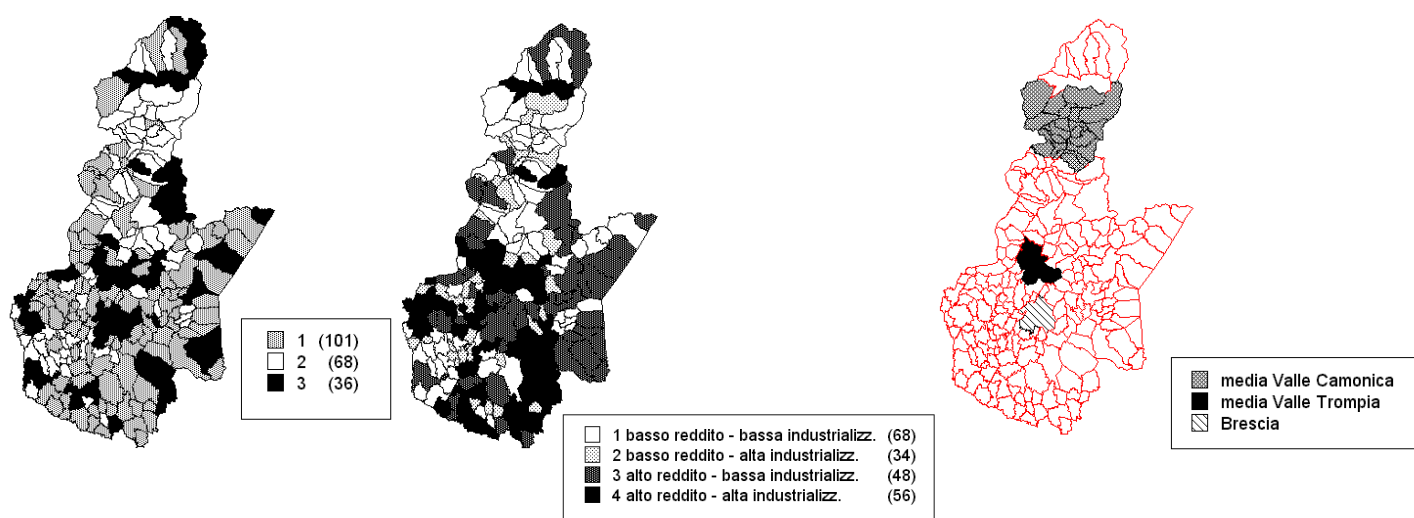 1 (101)
2 (68)
3 (36)
1 basso reddito - bassa industrializz. (68)
2 basso reddito - alta industrializz. (34)
3 alto reddito - bassa industrializz. (48)
4 alto reddito - alta industrializz. (56)
media Valle Camonica
media Valle Trompia
Brescia